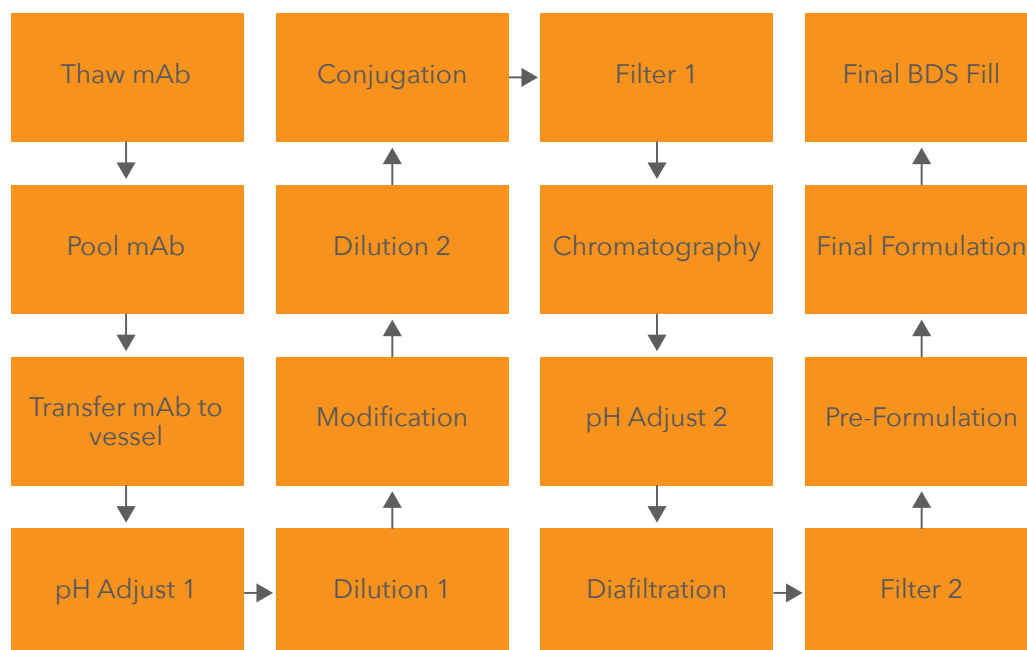 Thaw mAb
Pool mAb
Transfer mAb to
vessel
pH Adjust 1
Dilution 1
Modification
Dilution 2
Conjugation
Filter 1
Chromatography
pH Adjust 2
Diafiltration
Filter 2
Pre-Formulation
Final Formulation
Final BDS Fill